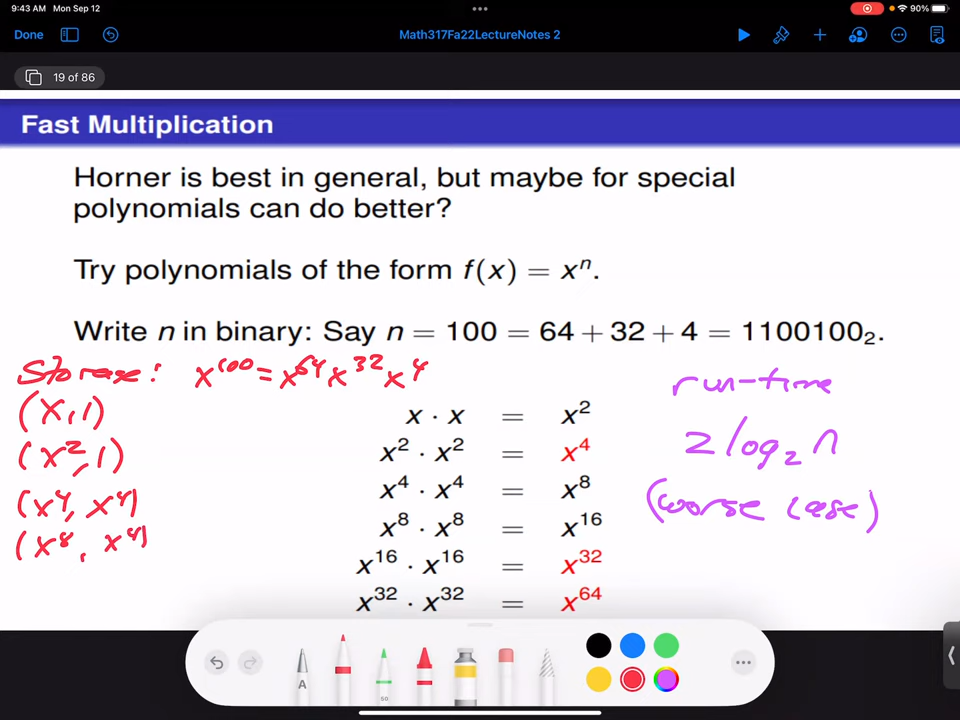 9:43 AM Mon Sep 12
90%
Done
Math317Fa22LectureNotes 2
19 of 86
Fast Multiplication
Horner is best in general, but maybe for special
polynomials can do better?
Try polynomials of the form f(x) = xⁿ.
Write n in binary: Say n = 100 = 64 + 32 + 4 = 1100100₂.
Storage: x¹⁰⁰ = x⁶⁴ x³² x⁴
(x, 1)
(x², 1)
(x⁴, x⁴)
(x⁸, x⁴)
x · x = x²
x² · x² = x⁴
x⁴ · x⁴ = x⁸
x⁸ · x⁸ = x¹⁶
x¹⁶ · x¹⁶ = x³²
x³² · x³² = x⁶⁴
run-time
2 log₂ n
(worse case)
A
50